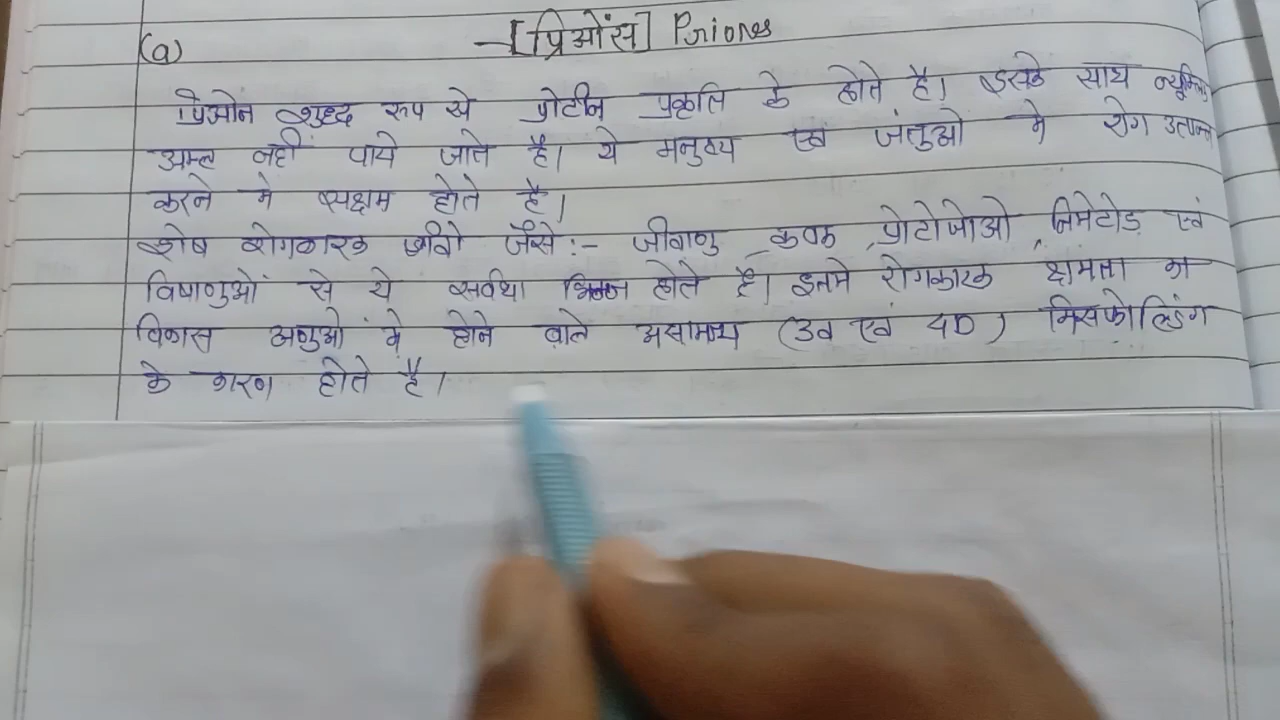 (a) -[प्रिओंस] Priones
प्रिओन शुध्द रूप से प्रोटीन प्रकृति के होते है। इसके साथ
अम्ल नहीं पाये जाते है। ये मनुष्य एवं जंतुओ मे रोग उत्पन्न
करने मे सक्षम होते है।
शेष रोगकारक जीवों जैसे:- जीवाणु, कवक, प्रोटोजोओ, निमेटोड एवं
विषाणुओं से ये सर्वथा भिन्न होते है। इनमे रोगकारक क्षमता का
विकास अणुओं मे होने वाले असामान्य (3व एवं 4D) मिसफोल्डिंग
के कारण होते है।